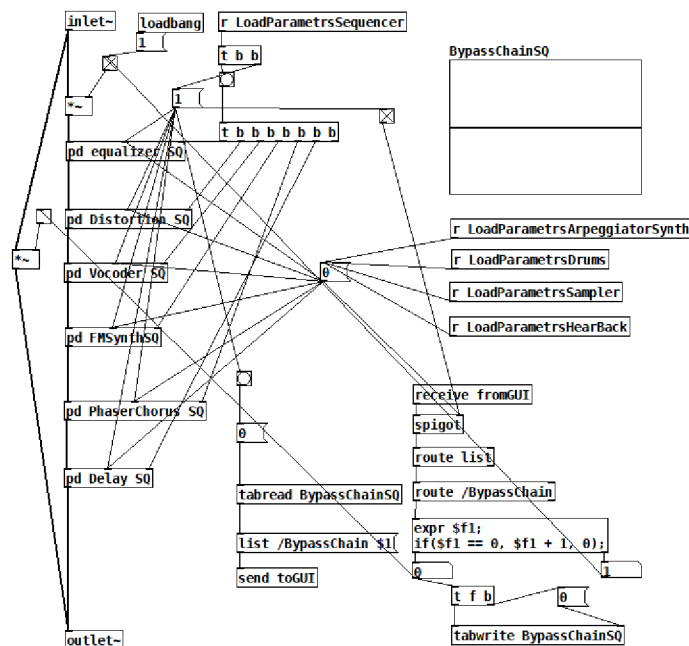 inlet~
loadbang
r LoadParametrsSequencer
1
t b b
BypassChainSQ
*~
1
t b b b b b b b
pd equalizer SQ
pd Distortion SQ
r LoadParametrsArpeggiatorSynth
*~
pd Vocoder SQ
0
r LoadParametrsDrums
r LoadParametrsSampler
pd FMSynthSQ
r LoadParametrsHearBack
receive fromGUI
pd PhaserChorus SQ
spigot
0
route list
pd Delay SQ
tabread BypassChainSQ
route /BypassChain
expr $f1;
if($f1 == 0, $f1 + 1, 0);
list /BypassChain $1
send toGUI
0
1
t f b
0
outlet~
tabwrite BypassChainSQ